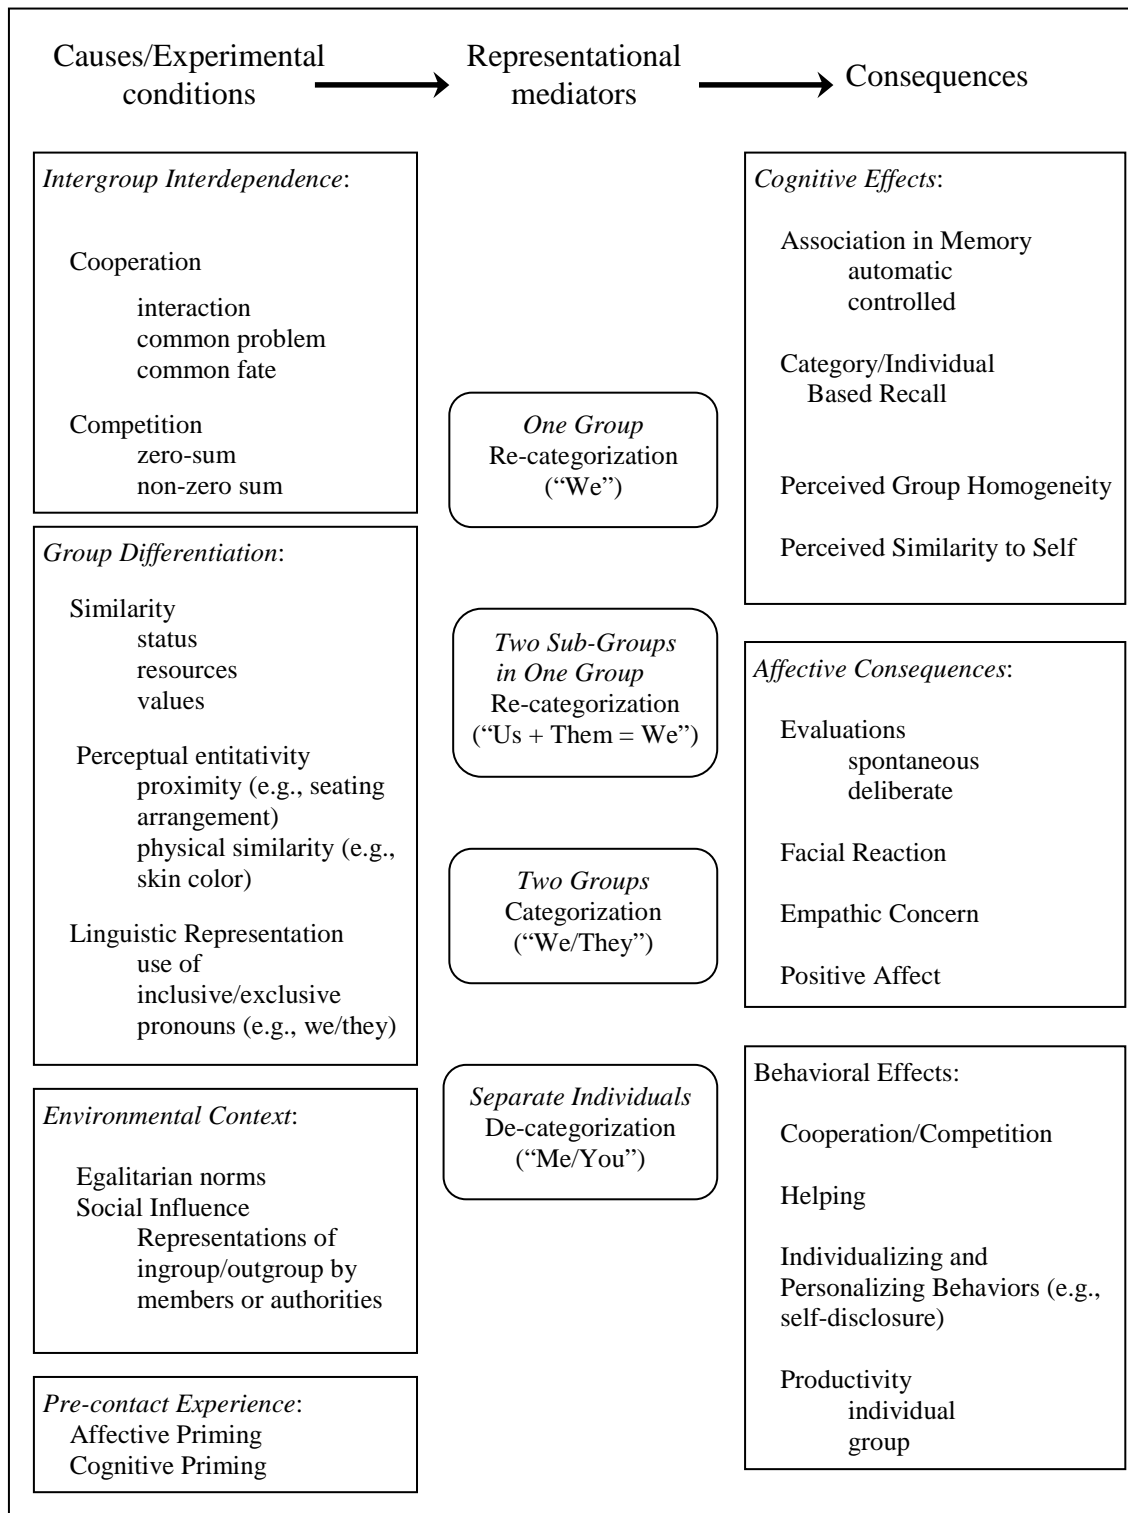 Causes/Experimental
conditions
Representational
mediators
Consequences
Intergroup Interdependence:
Cooperation
interaction
common problem
common fate
Competition
zero-sum
non-zero sum
Group Differentiation:
Similarity
status
resources
values
Perceptual entitativity
proximity (e.g., seating
arrangement)
physical similarity (e.g.,
skin color)
Linguistic Representation
use of
inclusive/exclusive
pronouns (e.g., we/they)
Environmental Context:
Egalitarian norms
Social Influence
Representations of
ingroup/outgroup by
members or authorities
Pre-contact Experience:
Affective Priming
Cognitive Priming
One Group
Re-categorization
(“We”)
Two Sub-Groups
in One Group
Re-categorization
(“Us + Them = We”)
Two Groups
Categorization
(“We/They”)
Separate Individuals
De-categorization
(“Me/You”)
Cognitive Effects:
Association in Memory
automatic
controlled
Category/Individual
Based Recall
Perceived Group Homogeneity
Perceived Similarity to Self
Affective Consequences:
Evaluations
spontaneous
deliberate
Facial Reaction
Empathic Concern
Positive Affect
Behavioral Effects:
Cooperation/Competition
Helping
Individualizing and
Personalizing Behaviors (e.g.,
self-disclosure)
Productivity
individual
group